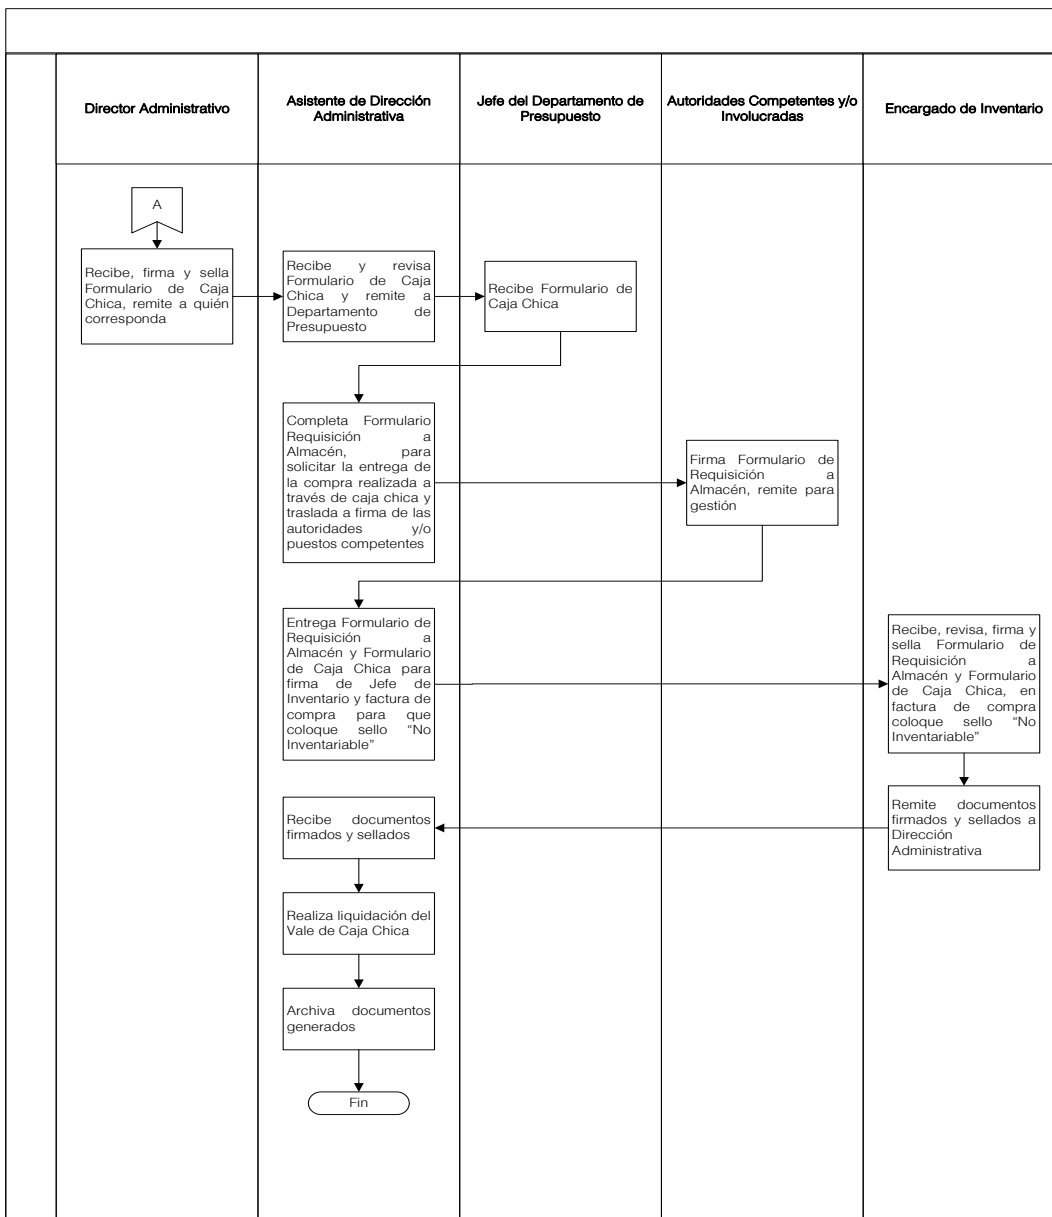 Director Administrativo
Asistente de Dirección
Administrativa
Jefe del Departamento de
Presupuesto
Autoridades Competentes y/o
Involucradas
Encargado de Inventario
A
Recibe, firma y sella
Formulario de Caja
Chica, remite a quién
corresponda
Recibe y revisa
Formulario de Caja
Chica y remite a
Departamento de
Presupuesto
Recibe Formulario de
Caja Chica
Completa Formulario
Requisición a
Almacén, para
solicitar la entrega de
la compra realizada a
través de caja chica y
traslada a firma de las
autoridades y/o
puestos competentes
Firma Formulario de
Requisición a
Almacén, remite para
gestión
Entrega Formulario de
Requisición a
Almacén y Formulario
de Caja Chica para
firma de Jefe de
Inventario y factura de
compra para que
coloque sello “No
Inventariable”
Recibe, revisa, firma y
sella Formulario de
Requisición a
Almacén y Formulario
de Caja Chica, en
factura de compra
coloque sello “No
Inventariable”
Remite documentos
firmados y sellados a
Dirección
Administrativa
Recibe documentos
firmados y sellados
Realiza liquidación del
Vale de Caja Chica
Archiva documentos
generados
Fin